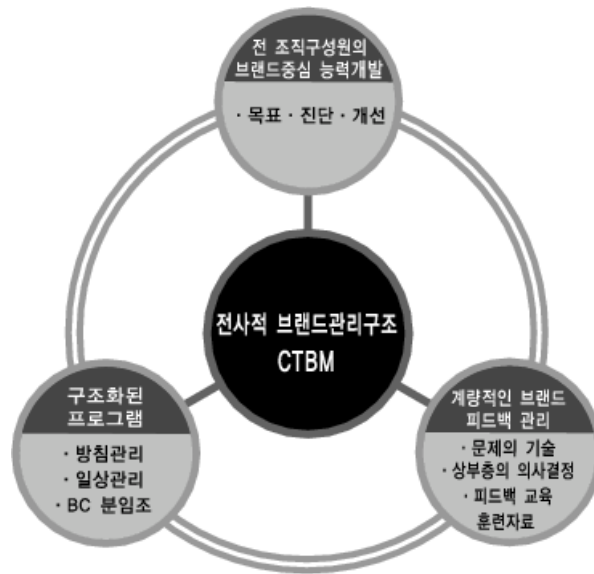 전 조직구성원의
브랜드중심 능력개발
· 목표 · 진단 · 개선
전사적 브랜드관리구조
CTBM
구조화된
프로그램
· 방침관리
· 일상관리
· BC 분임조
계량적인 브랜드
피드백 관리
· 문제의 기술
· 상부층의 의사결정
· 피드백 교육
훈련자료